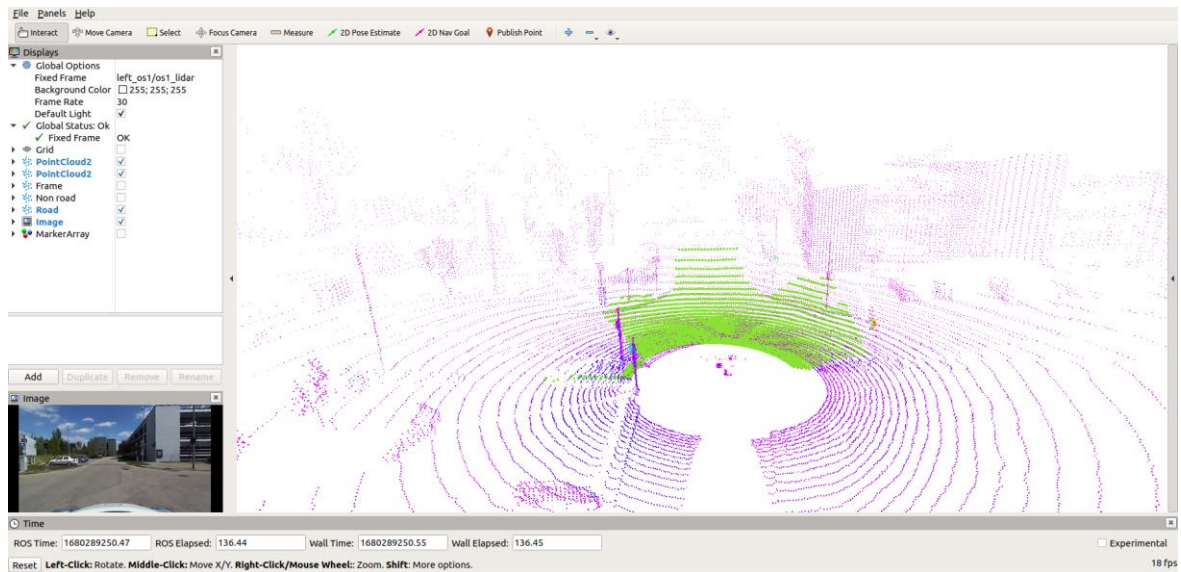 File Panels Help
Interact Move Camera Select Focus Camera Measure 2D Pose Estimate 2D Nav Goal Publish Point
Displays
Global Options
Fixed Frame left_os1/os1_lidar
Background Color 255; 255; 255
Frame Rate 30
Default Light
Global Status: Ok
Fixed Frame OK
Grid
PointCloud2
PointCloud2
Frame
Non road
Road
Image
MarkerArray
Add Duplicate Remove Rename
Image
Time
ROS Time: 1680289250.47 ROS Elapsed: 136.44 Wall Time: 1680289250.55 Wall Elapsed: 136.45 Experimental
Reset Left-Click: Rotate. Middle-Click: Move X/Y. Right-Click/Mouse Wheel:: Zoom. Shift: More options. 18 fps